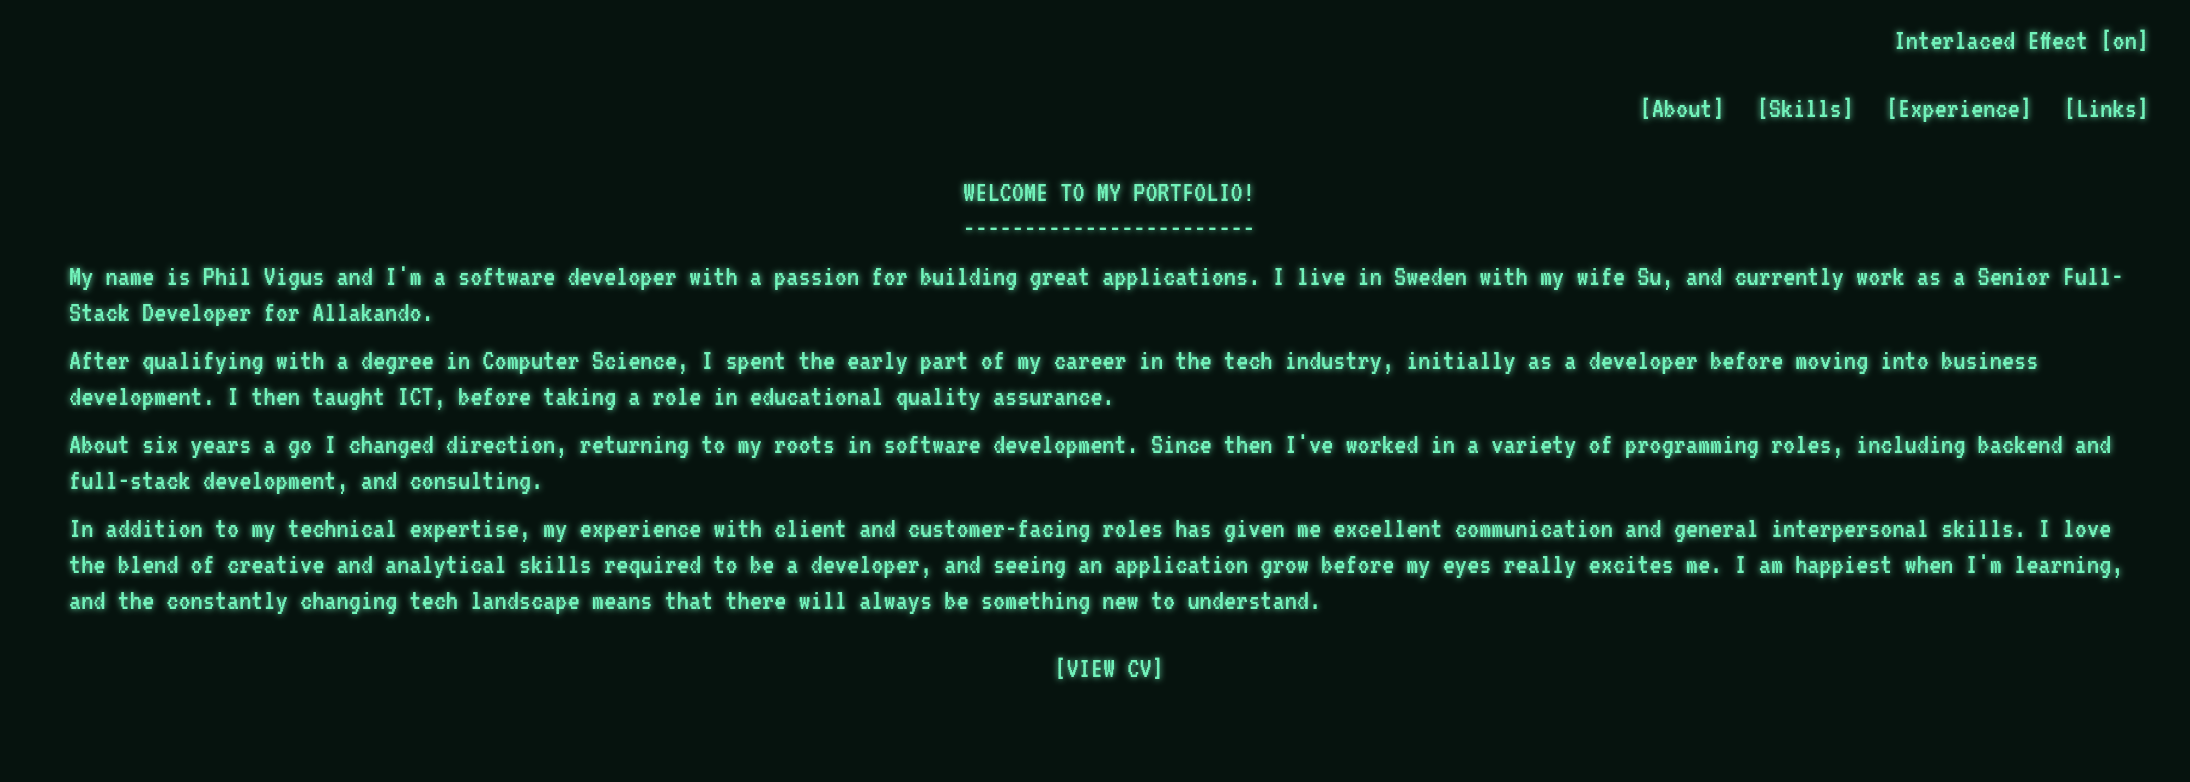 Interlaced Effect [on]
[About] [Skills] [Experience] [Links]
WELCOME TO MY PORTFOLIO!
------------------------
My name is Phil Vigus and I'm a software developer with a passion for building great applications. I live in Sweden with my wife Su, and currently work as a Senior Full-
Stack Developer for Allakando.
After qualifying with a degree in Computer Science, I spent the early part of my career in the tech industry, initially as a developer before moving into business
development. I then taught ICT, before taking a role in educational quality assurance.
About six years a go I changed direction, returning to my roots in software development. Since then I've worked in a variety of programming roles, including backend and
full-stack development, and consulting.
In addition to my technical expertise, my experience with client and customer-facing roles has given me excellent communication and general interpersonal skills. I love
the blend of creative and analytical skills required to be a developer, and seeing an application grow before my eyes really excites me. I am happiest when I'm learning,
and the constantly changing tech landscape means that there will always be something new to understand.
[VIEW CV]